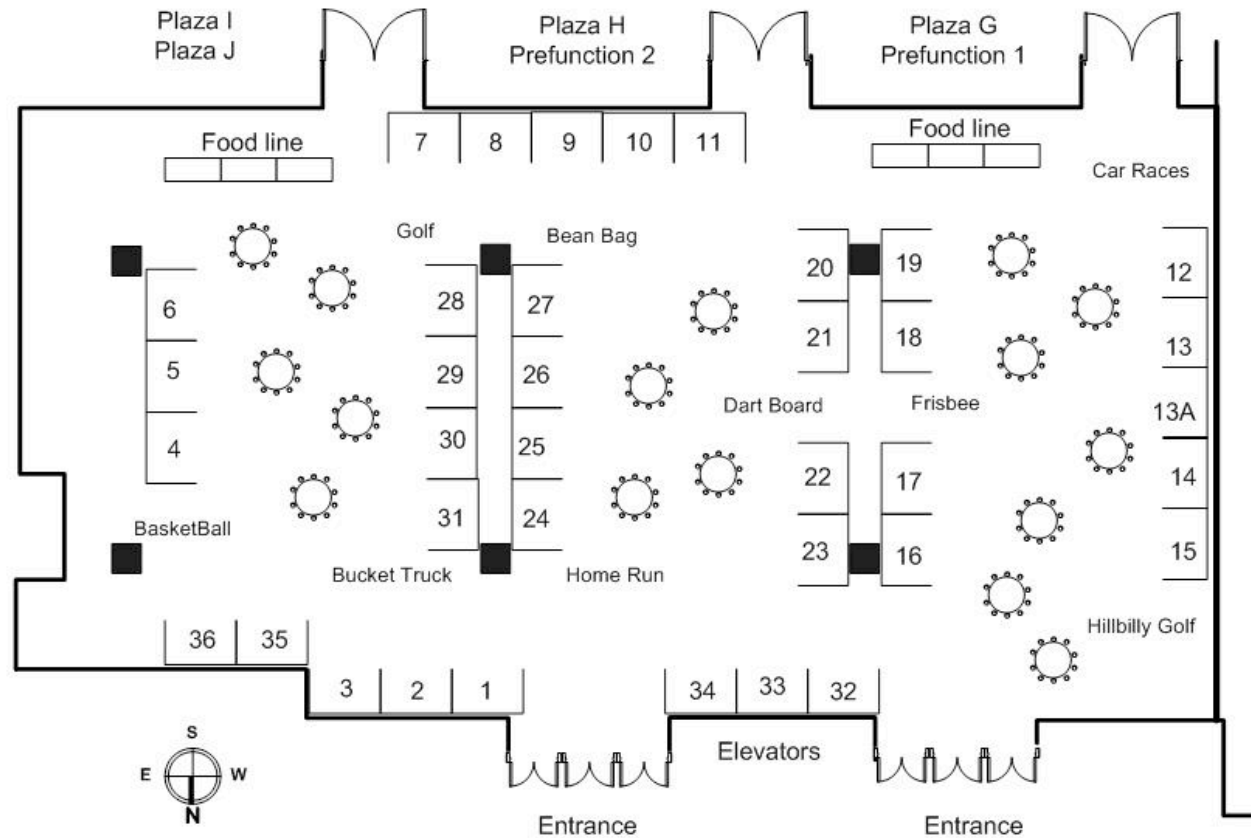 Plaza I
Plaza J
Plaza H
Prefunction 2
Plaza G
Prefunction 1
Food line
7
8
9
10
11
Food line
Car Races
Golf
Bean Bag
6
5
4
28
29
30
31
27
26
25
24
20
21
19
18
12
13
13A
14
15
Dart Board
Frisbee
22
23
17
16
BasketBall
Bucket Truck
Home Run
Hillbilly Golf
36
35
3
2
1
34
33
32
Elevators
S
E
W
N
Entrance
Entrance